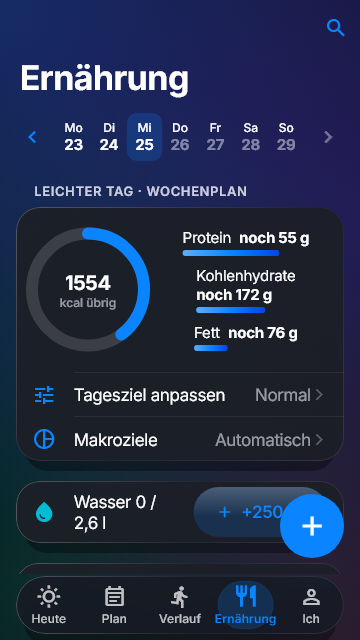 Ernährung
Mo Di Mi Do Fr Sa So
23 24 25 26 27 28 29
LEICHTER TAG · WOCHENPLAN
1554
kcal übrig
Protein noch 55 g
Kohlenhydrate
noch 172 g
Fett noch 76 g
Tagesziel anpassen Normal
Makroziele Automatisch
Wasser 0 /
2,6 l
+ +250
+
Heute Plan Verlauf Ernährung Ich